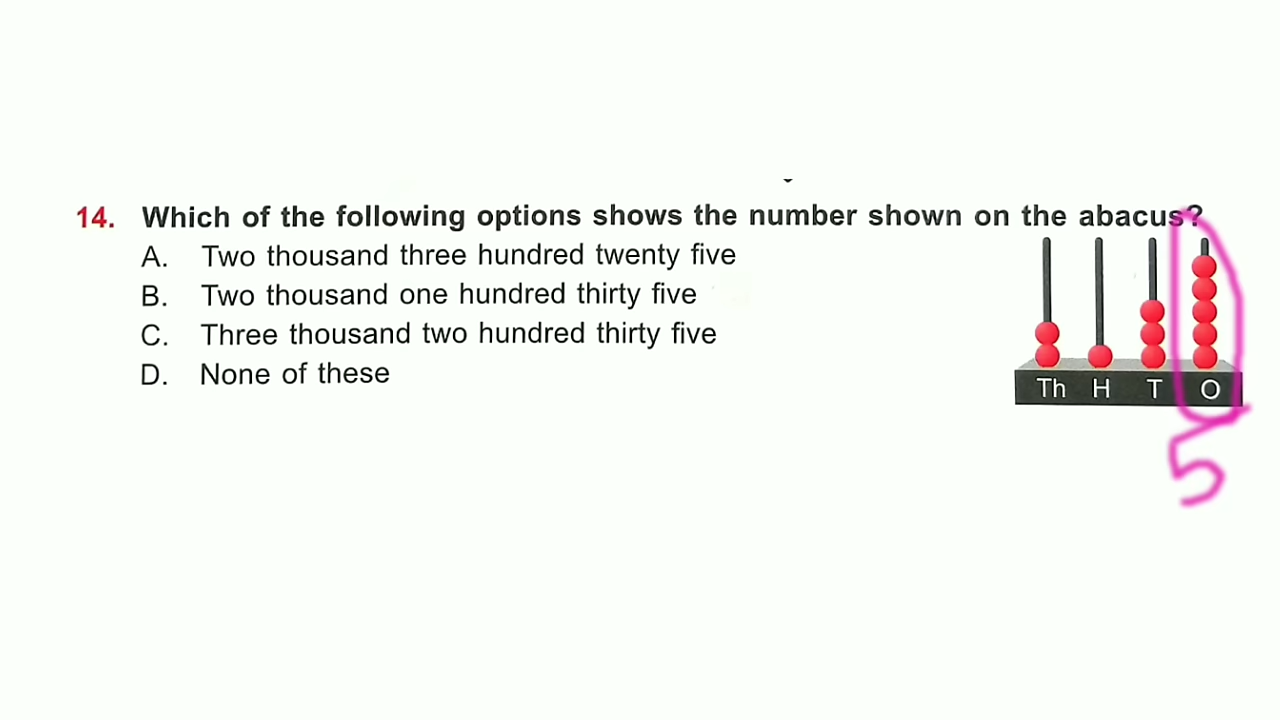 14. Which of the following options shows the number shown on the abacus?
A. Two thousand three hundred twenty five
B. Two thousand one hundred thirty five
C. Three thousand two hundred thirty five
D. None of these
Th H T O
5